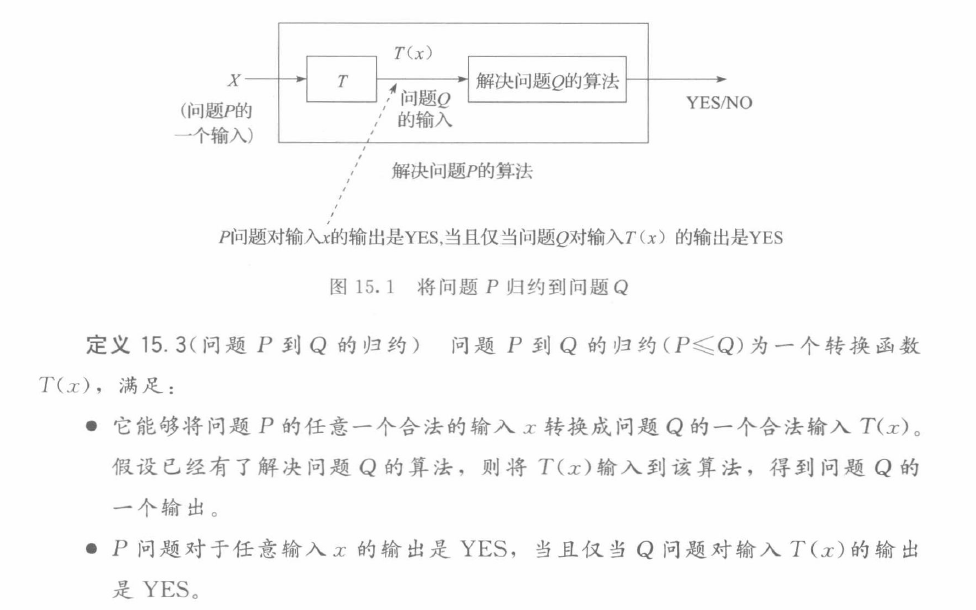 T(x)
X
T
解决问题Q的算法
(问题P的
一个输入)
问题Q
的输入
YES/NO
解决问题P的算法
P问题对输入x的输出是YES,当且仅当问题Q对输入T(x)的输出是YES
图 15.1 将问题 P 归约到问题 Q
定义 15.3(问题 P 到 Q 的归约) 问题 P 到 Q 的归约(P≤Q)为一个转换函数
T(x),满足:
● 它能够将问题 P 的任意一个合法的输入 x 转换成问题 Q 的一个合法输入 T(x)。
假设已经有了解决问题 Q 的算法,则将 T(x)输入到该算法,得到问题 Q 的
一个输出。
● P 问题对于任意输入 x 的输出是 YES,当且仅当 Q 问题对输入 T(x)的输出
是 YES。